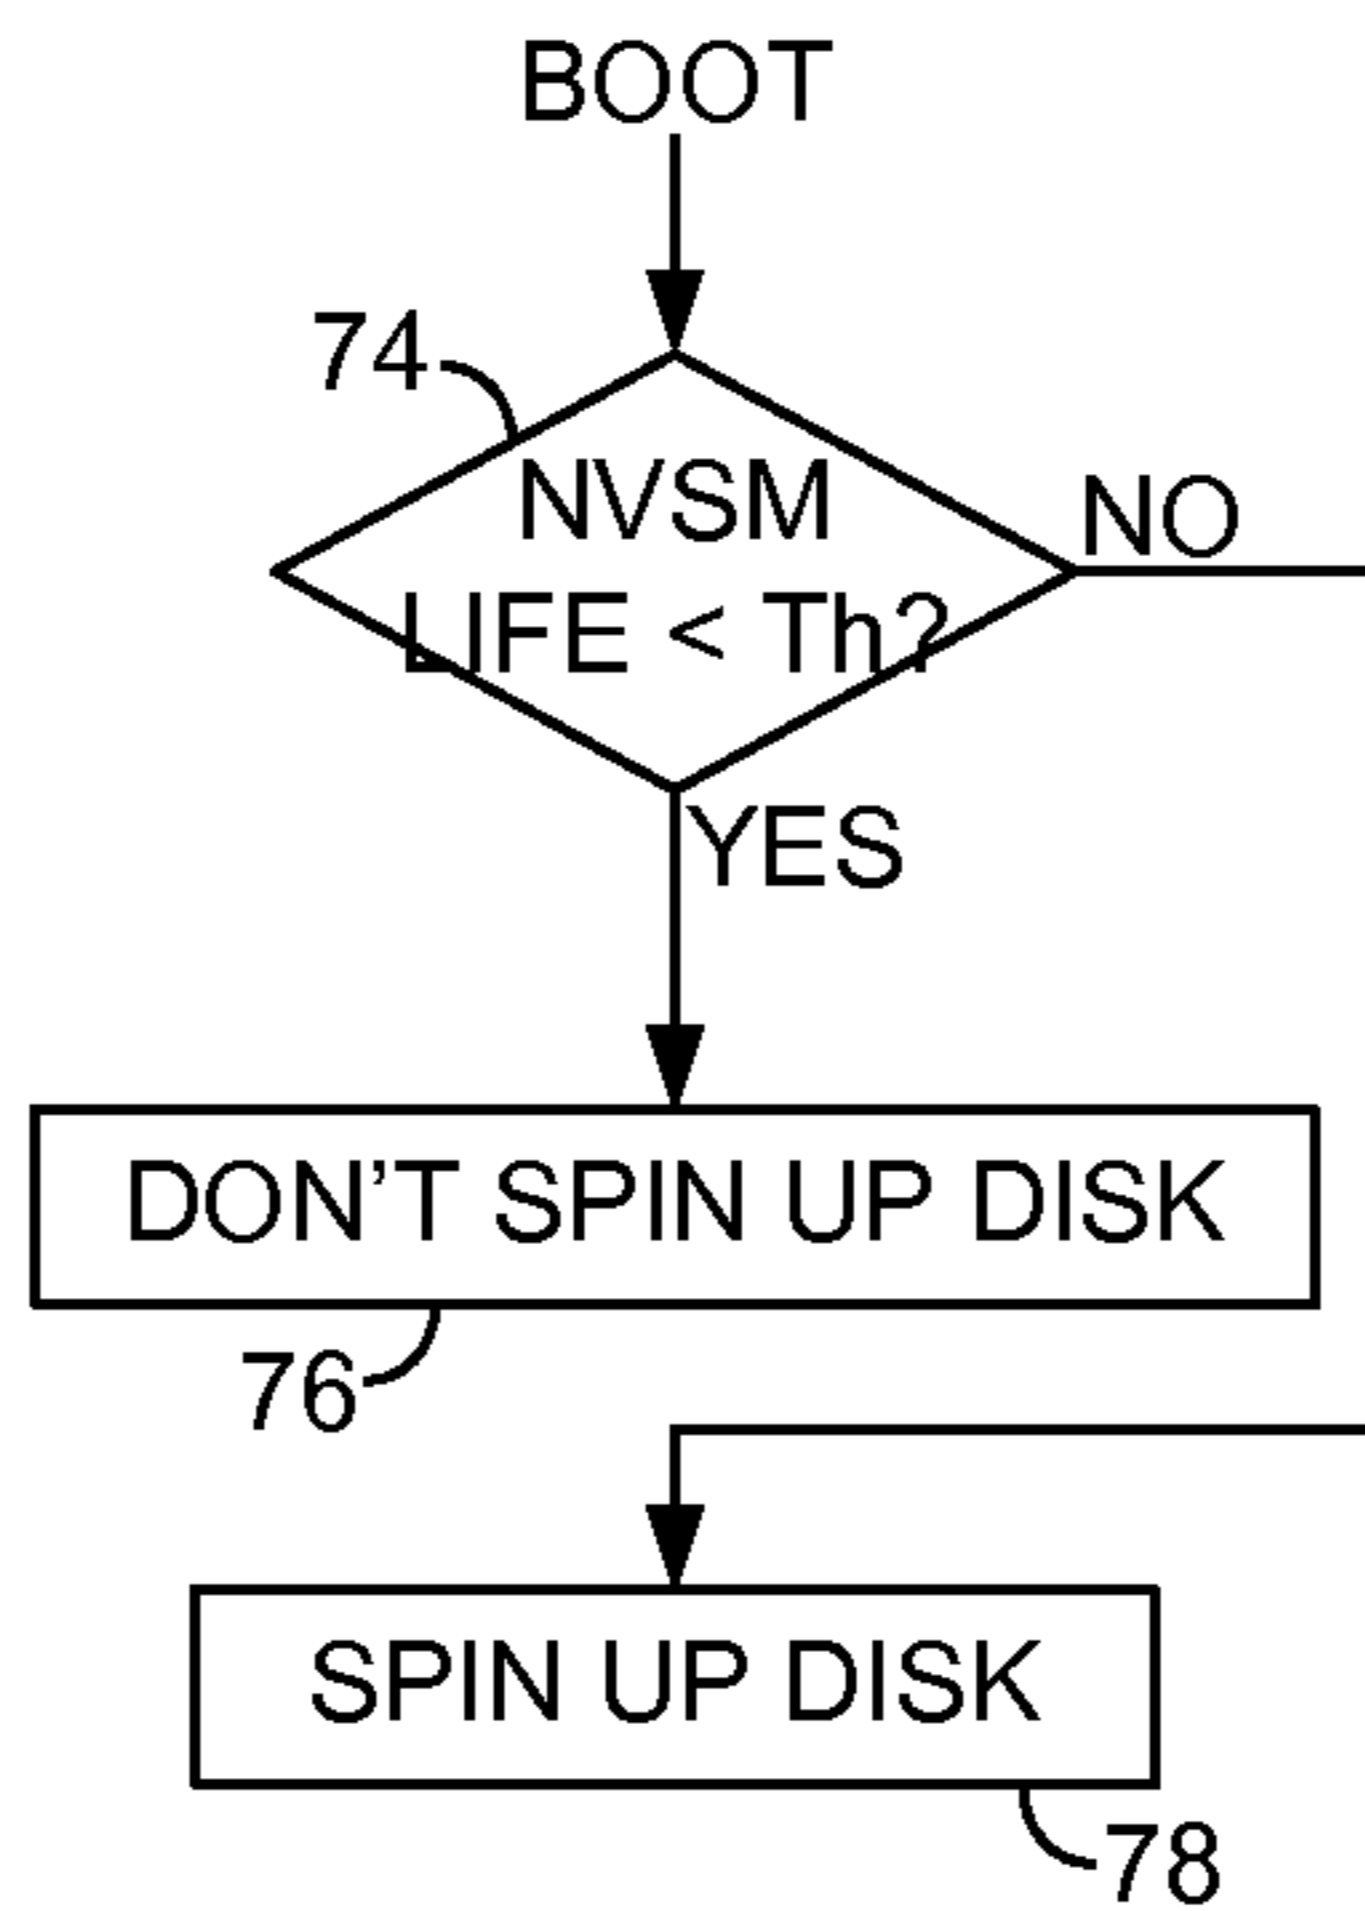 BOOT
74
NVSM
LIFE < Th?
NO
YES
DON'T SPIN UP DISK
76
SPIN UP DISK
78